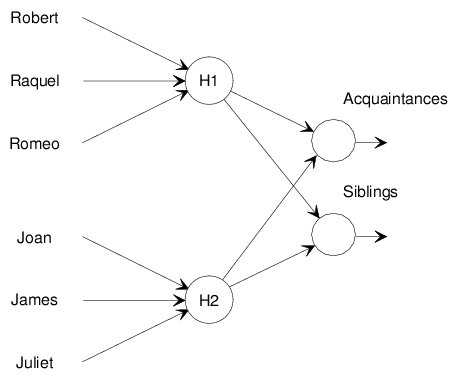 Robert
Raquel
Romeo
H1
Acquaintances
Siblings
Joan
James
Juliet
H2